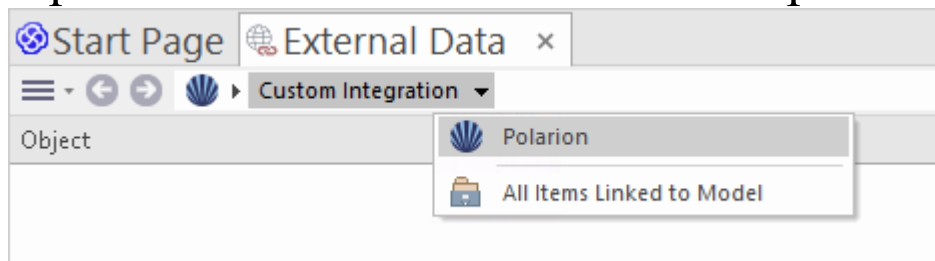 Start Page External Data ×
Custom Integration
Object
Polarion
All Items Linked to Model